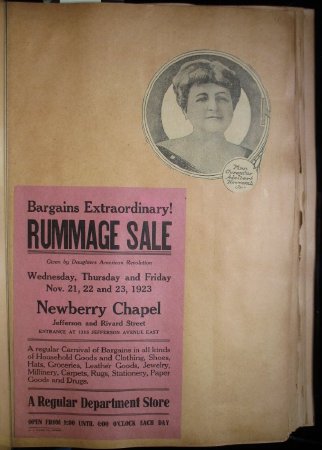 Bargains Extraordinary!
RUMMAGE SALE
Given by Daughters American Revolution
Wednesday, Thursday and Friday
Nov. 21, 22 and 23, 1923
Newberry Chapel
Jefferson and Rivard Street
ENTRANCE AT 1315 JEFFERSON AVENUE EAST
A regular Carnival of Bargains in all kinds
of Household Goods and Clothing, Shoes,
Hats, Groceries, Leather Goods, Jewelry,
Millinery, Carpets, Rugs, Stationery, Paper
Goods and Drugs.
A Regular Department Store
OPEN FROM 9:00 UNTIL 6:00 O'CLOCK EACH DAY